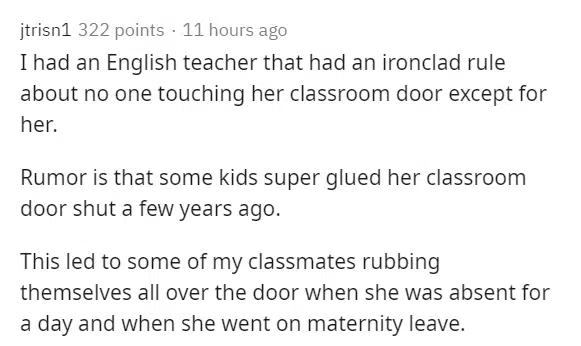 jtrisn1 322 points · 11 hours ago
I had an English teacher that had an ironclad rule
about no one touching her classroom door except for
her.
Rumor is that some kids super glued her classroom
door shut a few years ago.
This led to some of my classmates rubbing
themselves all over the door when she was absent for
a day and when she went on maternity leave.